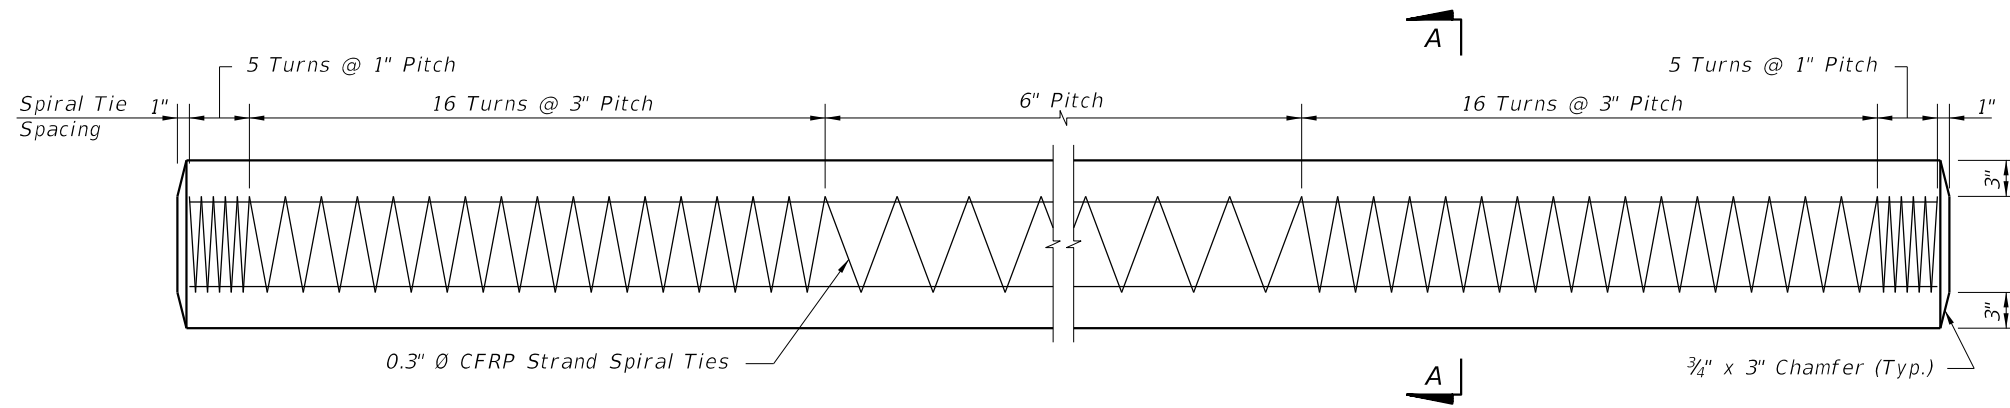 A
5 Turns @ 1" Pitch
5 Turns @ 1" Pitch
Spiral Tie
Spacing
1"
16 Turns @ 3" Pitch
6" Pitch
16 Turns @ 3" Pitch
1"
3"
3"
0.3" Ø CFRP Strand Spiral Ties
A
¾" x 3" Chamfer (Typ.)